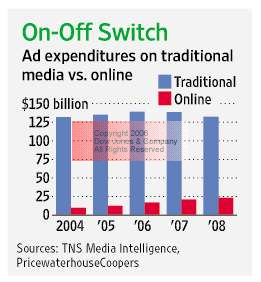 On-Off Switch
Ad expenditures on traditional
media vs. online
Traditional
Online
$150 billion
125
100
75
50
25
0
Copyright 2008
Dow Jones & Company
All Rights Reserved
2004 '05 '06 '07 '08
Sources: TNS Media Intelligence,
PricewaterhouseCoopers